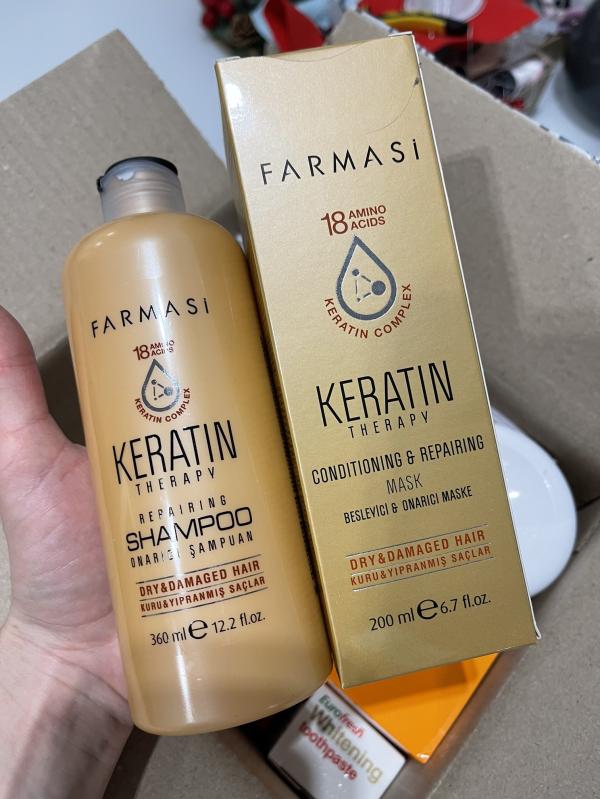 FARMASi
18 AMINO
ACIDS
KERATIN COMPLEX
KERATIN
THERAPY
REPAIRING
SHAMPOO
ONARICI ŞAMPUAN
DRY&DAMAGED HAIR
KURU&YIPRANMIŞ SAÇLAR
360 ml e 12.2 fl.oz.
FARMASi
18 AMINO
ACIDS
KERATIN COMPLEX
KERATIN
THERAPY
CONDITIONING & REPAIRING
MASK
BESLEYİCİ & ONARICI MASKE
DRY&DAMAGED HAIR
KURU&YIPRANMIŞ SAÇLAR
200 ml e 6.7 fl.oz.
Eurofresh
Whitening
toothpaste